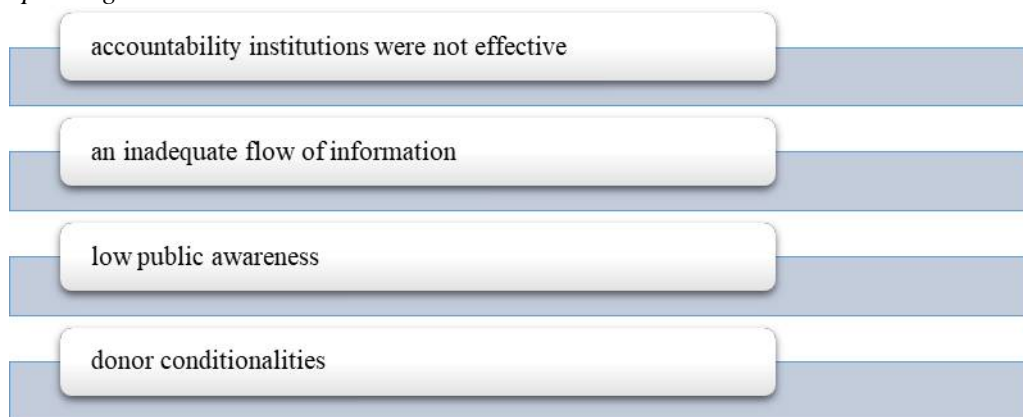 accountability institutions were not effective
an inadequate flow of information
low public awareness
donor conditionalities